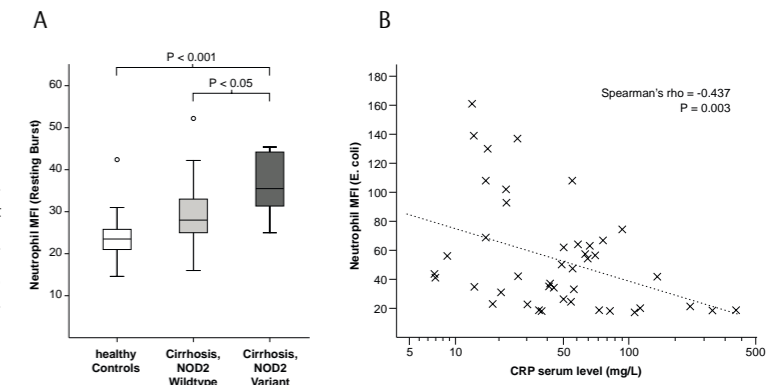 A
P < 0.001
P < 0.05
60
50
40
30
20
10
Neutrophil MFI (Resting Burst)
healthy
Controls
Cirrhosis,
NOD2
Wildtype
Cirrhosis,
NOD2
Variant
B
Spearman's rho = -0.437
P = 0.003
180
160
140
120
100
80
60
40
20
Neutrophil MFI (E. coli)
5 10 50 100 500
CRP serum level (mg/L)